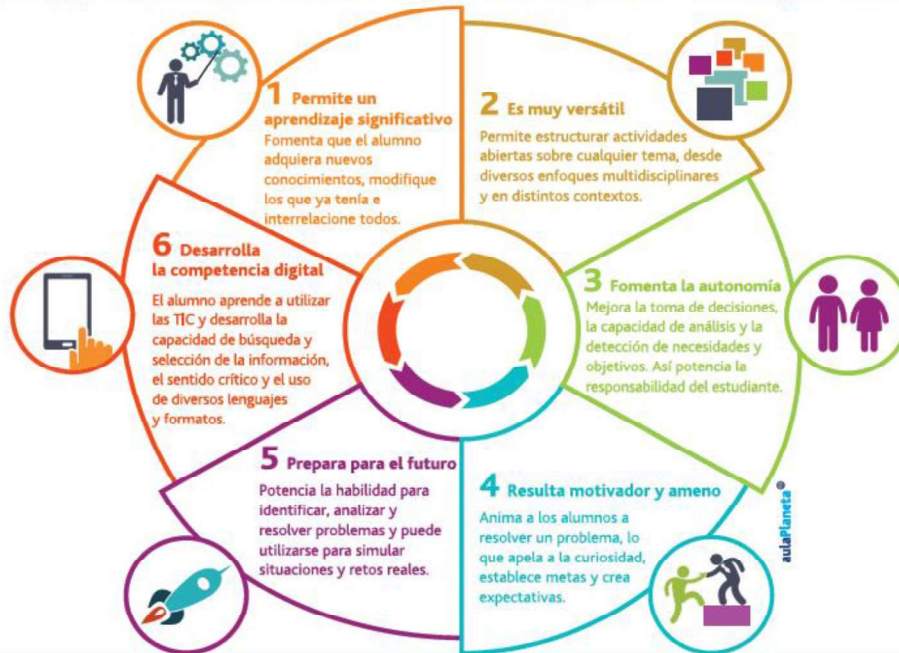 1 Permite un
aprendizaje significativo
Fomenta que el alumno
adquiera nuevos
conocimientos, modifique
los que ya tenía e
interrelacione todos.
2 Es muy versátil
Permite estructurar actividades
abiertas sobre cualquier tema, desde
diversos enfoques multidisciplinares
y en distintos contextos.
3 Fomenta la autonomía
Mejora la toma de decisiones,
la capacidad de análisis y la
detección de necesidades y
objetivos. Así potencia la
responsabilidad del estudiante.
4 Resulta motivador y ameno
Anima a los alumnos a
resolver un problema, lo
que apela a la curiosidad,
establece metas y crea
expectativas.
5 Prepara para el futuro
Potencia la habilidad para
identificar, analizar y
resolver problemas y puede
utilizarse para simular
situaciones y retos reales.
6 Desarrolla
la competencia digital
El alumno aprende a utilizar
las TIC y desarrolla la
capacidad de búsqueda y
selección de la información,
el sentido crítico y el uso
de diversos lenguajes
y formatos.
aulaPlaneta®